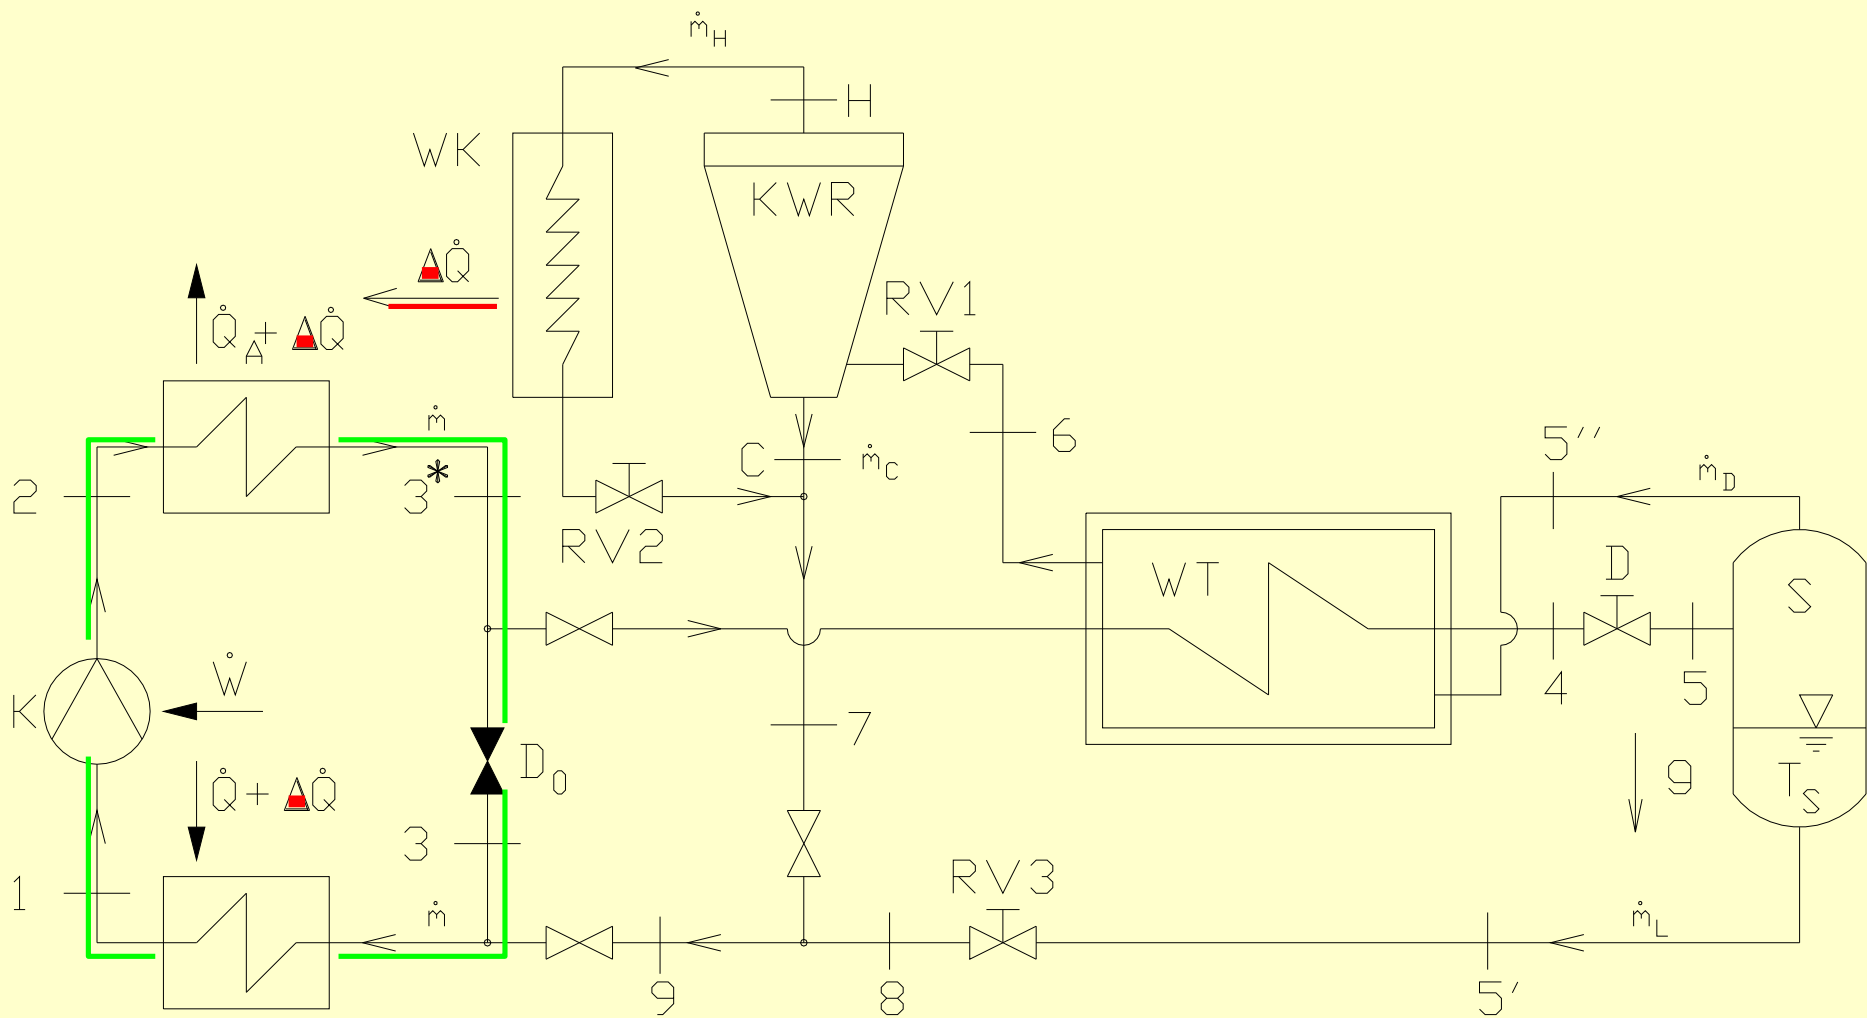 ṁH
H
WK
KWR
ΔQ̇
RV1
Q̇A+ ΔQ̇
ṁ
6
5''
C
ṁC
3*
ṁD
2
RV2
D
WT
S
Ẇ
K
4
5
7
D0
Q̇+ ΔQ̇
9
TS
3
RV3
1
ṁ
ṁL
9
8
5'